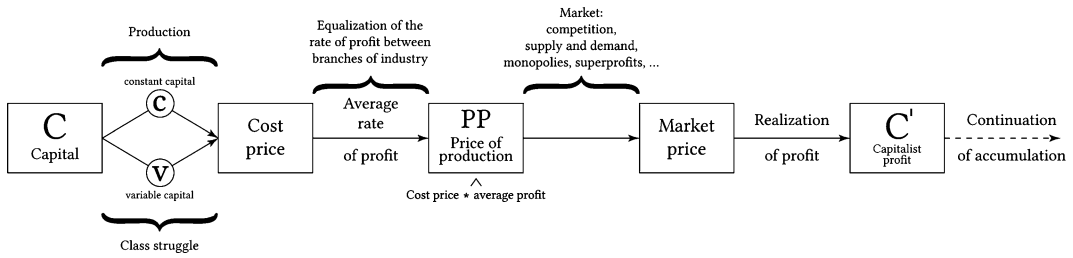 Production
constant capital
C
Capital
c
v
variable capital
Class struggle
Cost
price
Equalization of the
rate of profit between
branches of industry
Average
rate
of profit
PP
Price of
production
Cost price * average profit
Market:
competition,
supply and demand,
monopolies, superprofits, ...
Market
price
Realization
of profit
C'
Capitalist
profit
Continuation
of accumulation